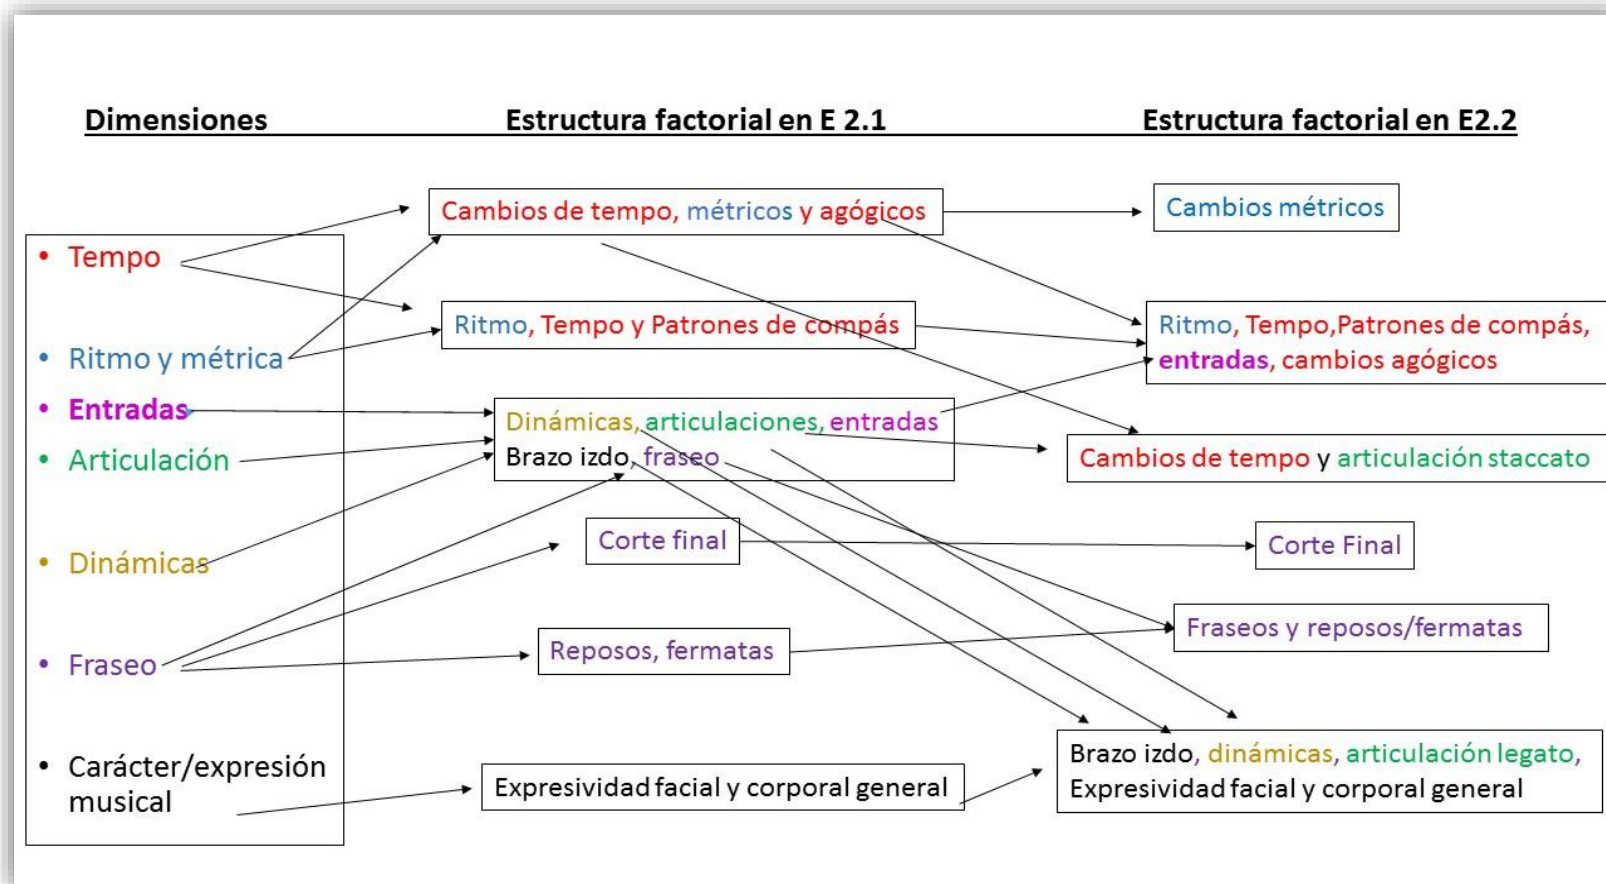 Dimensiones
Estructura factorial en E 2.1
Estructura factorial en E2.2
• Tempo
• Ritmo y métrica
• Entradas
• Articulación
• Dinámicas
• Fraseo
• Carácter/expresión
musical
Cambios de tempo, métricos y agógicos
Ritmo, Tempo y Patrones de compás
Dinámicas, articulaciones, entradas
Brazo izdo, fraseo
Corte final
Reposos, fermatas
Expresividad facial y corporal general
Cambios métricos
Ritmo, Tempo,Patrones de compás,
entradas, cambios agógicos
Cambios de tempo y articulación staccato
Corte Final
Fraseos y reposos/fermatas
Brazo izdo, dinámicas, articulación legato,
Expresividad facial y corporal general